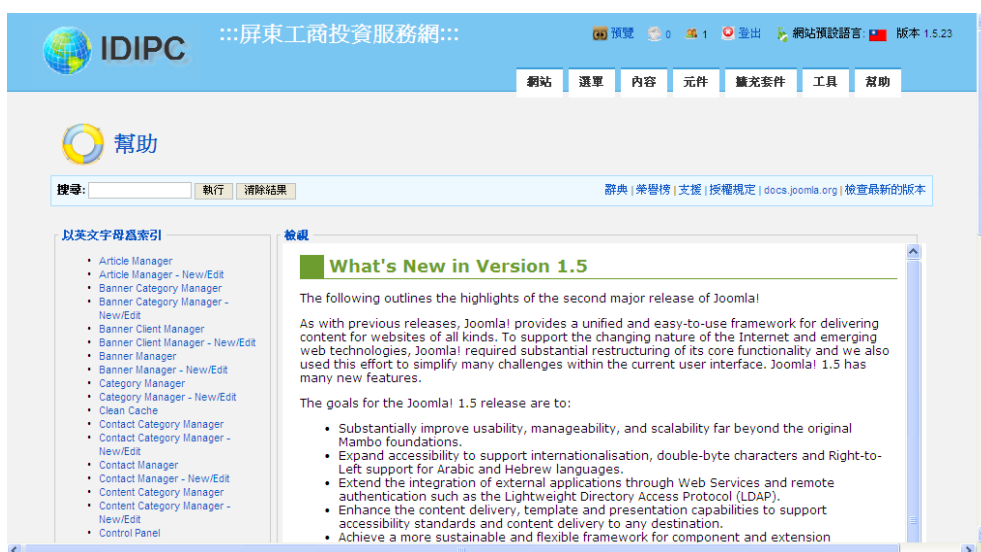 IDIPC
:::屏東工商投資服務網:::
預覽 0 1 登出 網站預設語言: 版本 1.5.23
網站 選單 內容 元件 擴充套件 工具 幫助
幫助
搜尋: 執行 清除結果
辭典 | 榮譽榜 | 支援 | 授權規定 | docs.joomla.org | 檢查最新的版本
以英文字母為索引
• Article Manager
• Article Manager - New/Edit
• Banner Category Manager
• Banner Category Manager -
New/Edit
• Banner Client Manager
• Banner Client Manager - New/Edit
• Banner Manager
• Banner Manager - New/Edit
• Category Manager
• Category Manager - New/Edit
• Clean Cache
• Contact Category Manager
• Contact Category Manager -
New/Edit
• Contact Manager
• Contact Manager - New/Edit
• Content Category Manager
• Content Category Manager -
New/Edit
• Control Panel
檢視
What's New in Version 1.5
The following outlines the highlights of the second major release of Joomla!
As with previous releases, Joomla! provides a unified and easy-to-use framework for delivering
content for websites of all kinds. To support the changing nature of the Internet and emerging
web technologies, Joomla! required substantial restructuring of its core functionality and we also
used this effort to simplify many challenges within the current user interface. Joomla! 1.5 has
many new features.
The goals for the Joomla! 1.5 release are to:
• Substantially improve usability, manageability, and scalability far beyond the original
Mambo foundations.
• Expand accessibility to support internationalisation, double-byte characters and Right-to-
Left support for Arabic and Hebrew languages.
• Extend the integration of external applications through Web Services and remote
authentication such as the Lightweight Directory Access Protocol (LDAP).
• Enhance the content delivery, template and presentation capabilities to support
accessibility standards and content delivery to any destination.
• Achieve a more sustainable and flexible framework for component and extension